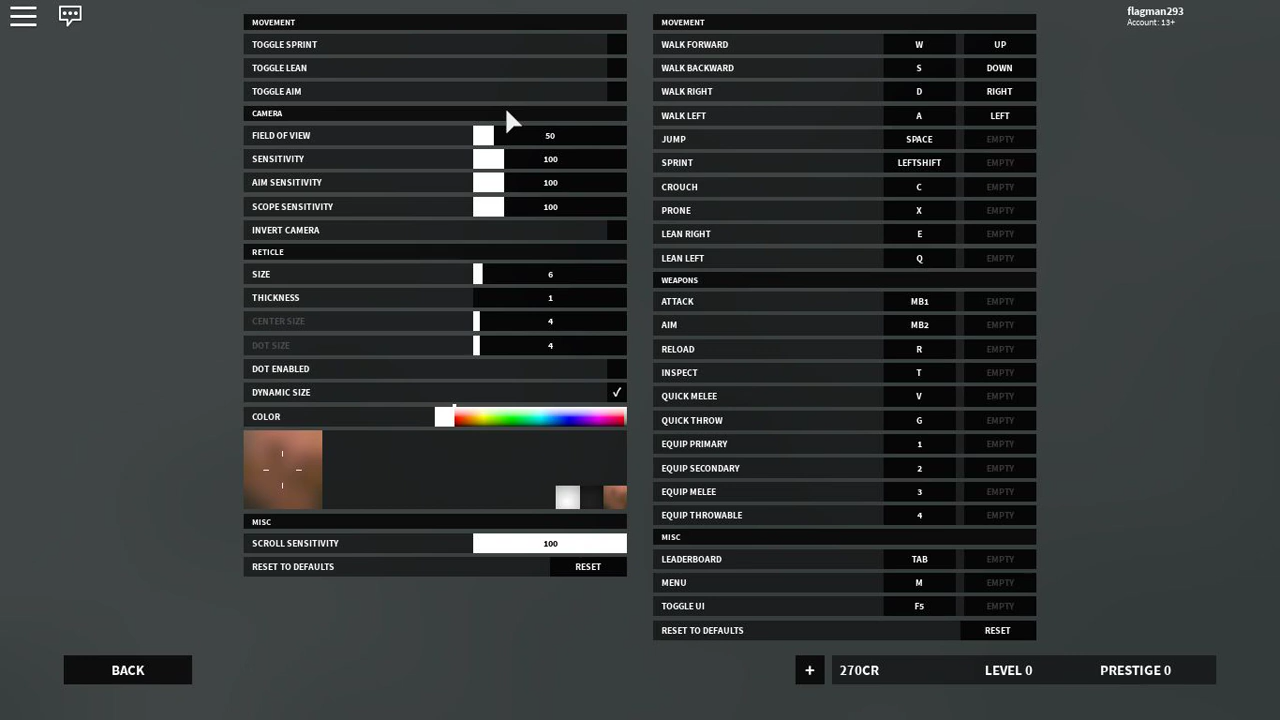 flagman293
Account: 13+
MOVEMENT
TOGGLE SPRINT
TOGGLE LEAN
TOGGLE AIM
CAMERA
FIELD OF VIEW 50
SENSITIVITY 100
AIM SENSITIVITY 100
SCOPE SENSITIVITY 100
INVERT CAMERA
RETICLE
SIZE 6
THICKNESS 1
CENTER SIZE 4
DOT SIZE 4
DOT ENABLED
DYNAMIC SIZE ✓
COLOR
MISC
SCROLL SENSITIVITY 100
RESET TO DEFAULTS RESET
MOVEMENT
WALK FORWARD W UP
WALK BACKWARD S DOWN
WALK RIGHT D RIGHT
WALK LEFT A LEFT
JUMP SPACE EMPTY
SPRINT LEFTSHIFT EMPTY
CROUCH C EMPTY
PRONE X EMPTY
LEAN RIGHT E EMPTY
LEAN LEFT Q EMPTY
WEAPONS
ATTACK MB1 EMPTY
AIM MB2 EMPTY
RELOAD R EMPTY
INSPECT T EMPTY
QUICK MELEE V EMPTY
QUICK THROW G EMPTY
EQUIP PRIMARY 1 EMPTY
EQUIP SECONDARY 2 EMPTY
EQUIP MELEE 3 EMPTY
EQUIP THROWABLE 4 EMPTY
MISC
LEADERBOARD TAB EMPTY
MENU M EMPTY
TOGGLE UI F5 EMPTY
RESET TO DEFAULTS RESET
BACK
+ 270CR LEVEL 0 PRESTIGE 0